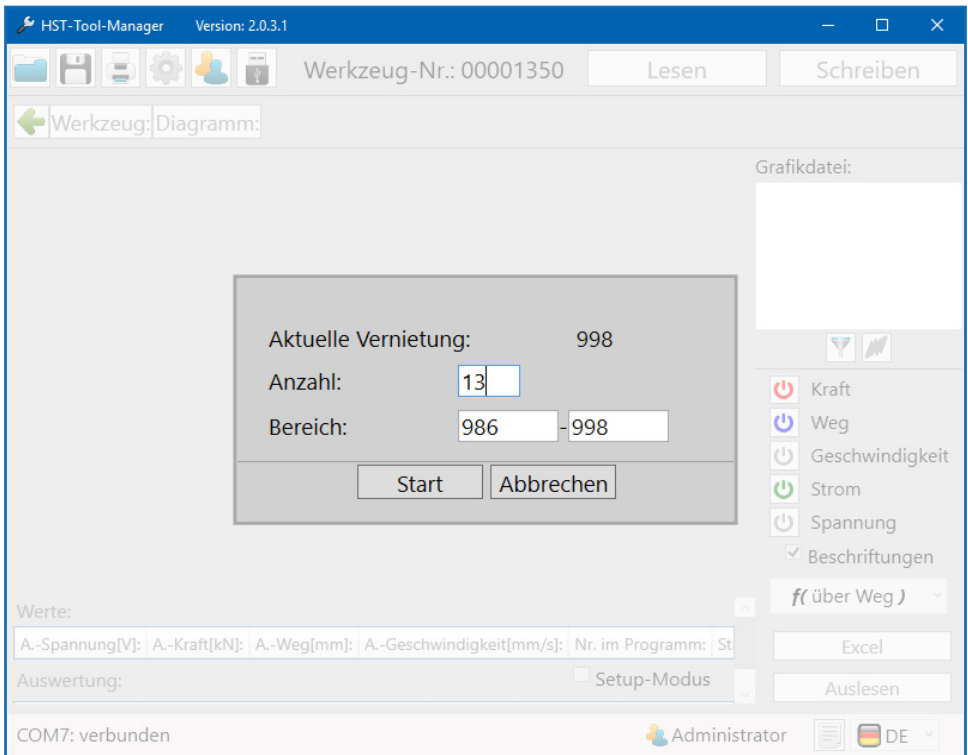 HST-Tool-Manager Version: 2.0.3.1
Werkzeug-Nr.: 00001350 Lesen Schreiben
Werkzeug: Diagramm:
Grafikdatei:
Aktuelle Vernietung: 998
Anzahl: 13
Bereich: 986 - 998
Start Abbrechen
Kraft
Weg
Geschwindigkeit
Strom
Spannung
Beschriftungen
f( über Weg )
Werte:
A.-Spannung[V]: A.-Kraft[kN]: A.-Weg[mm]: A.-Geschwindigkeit[mm/s]: Nr. im Programm: St
Excel
Auswertung: Setup-Modus
Auslesen
COM7: verbunden Administrator DE